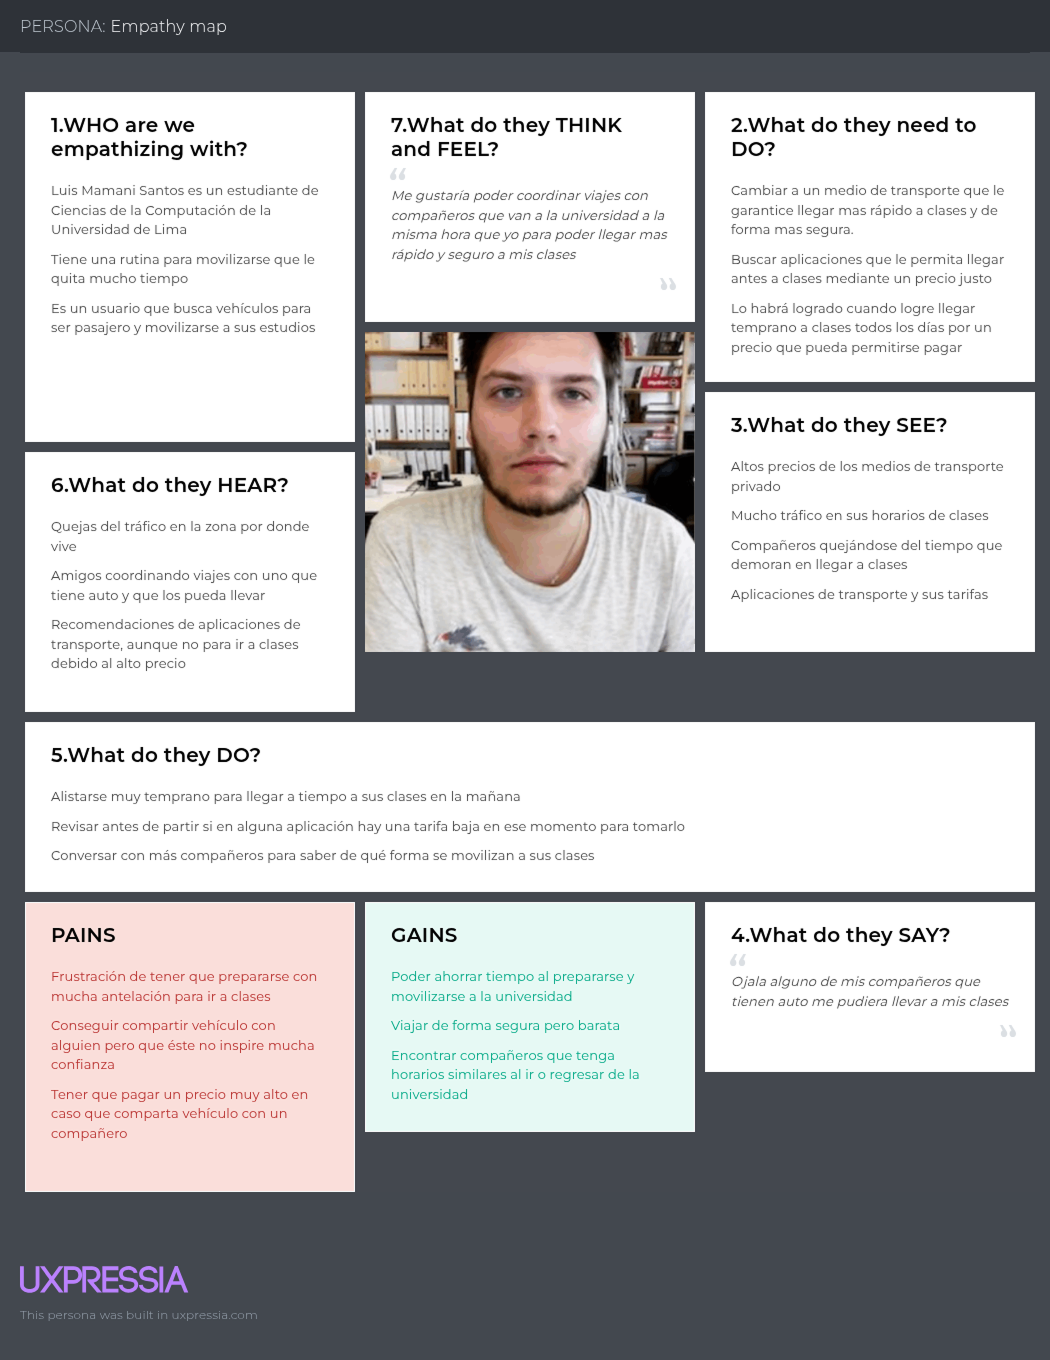 PERSONA: Empathy map
1.WHO are we
empathizing with?
Luis Mamani Santos es un estudiante de
Ciencias de la Computación de la
Universidad de Lima
Tiene una rutina para movilizarse que le
quita mucho tiempo
Es un usuario que busca vehículos para
ser pasajero y movilizarse a sus estudios
7.What do they THINK
and FEEL?
“
Me gustaría poder coordinar viajes con
compañeros que van a la universidad a la
misma hora que yo para poder llegar mas
rápido y seguro a mis clases
”
2.What do they need to
DO?
Cambiar a un medio de transporte que le
garantice llegar mas rápido a clases y de
forma mas segura.
Buscar aplicaciones que le permita llegar
antes a clases mediante un precio justo
Lo habrá logrado cuando logre llegar
temprano a clases todos los días por un
precio que pueda permitirse pagar
3.What do they SEE?
Altos precios de los medios de transporte
privado
Mucho tráfico en sus horarios de clases
Compañeros quejándose del tiempo que
demoran en llegar a clases
Aplicaciones de transporte y sus tarifas
6.What do they HEAR?
Quejas del tráfico en la zona por donde
vive
Amigos coordinando viajes con uno que
tiene auto y que los pueda llevar
Recomendaciones de aplicaciones de
transporte, aunque no para ir a clases
debido al alto precio
5.What do they DO?
Alistarse muy temprano para llegar a tiempo a sus clases en la mañana
Revisar antes de partir si en alguna aplicación hay una tarifa baja en ese momento para tomarlo
Conversar con más compañeros para saber de qué forma se movilizan a sus clases
PAINS
Frustración de tener que prepararse con
mucha antelación para ir a clases
Conseguir compartir vehículo con
alguien pero que éste no inspire mucha
confianza
Tener que pagar un precio muy alto en
caso que comparta vehículo con un
compañero
GAINS
Poder ahorrar tiempo al prepararse y
movilizarse a la universidad
Viajar de forma segura pero barata
Encontrar compañeros que tenga
horarios similares al ir o regresar de la
universidad
4.What do they SAY?
“
Ojala alguno de mis compañeros que
tienen auto me pudiera llevar a mis clases
”
UXPRESSIA
This persona was built in uxpressia.com